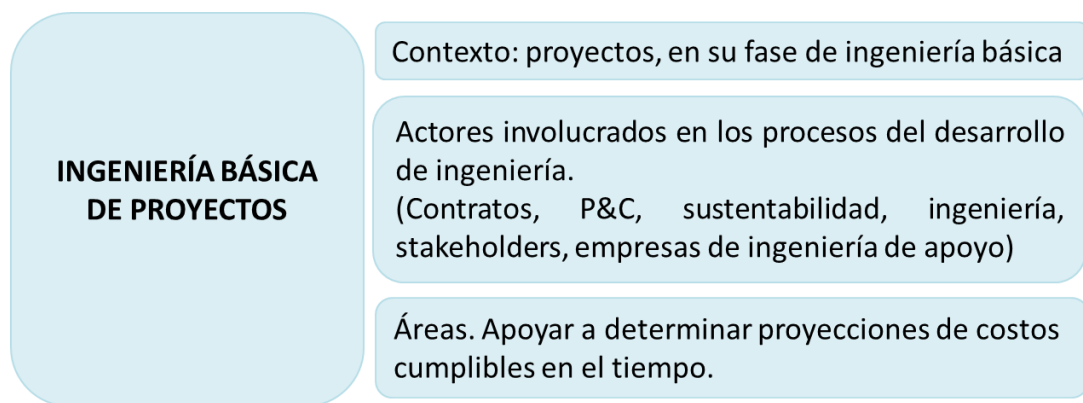 INGENIERÍA BÁSICA
DE PROYECTOS
Contexto: proyectos, en su fase de ingeniería básica
Actores involucrados en los procesos del desarrollo
de ingeniería.
(Contratos, P&C, sustentabilidad, ingeniería,
stakeholders, empresas de ingeniería de apoyo)
Áreas. Apoyar a determinar proyecciones de costos
cumplibles en el tiempo.